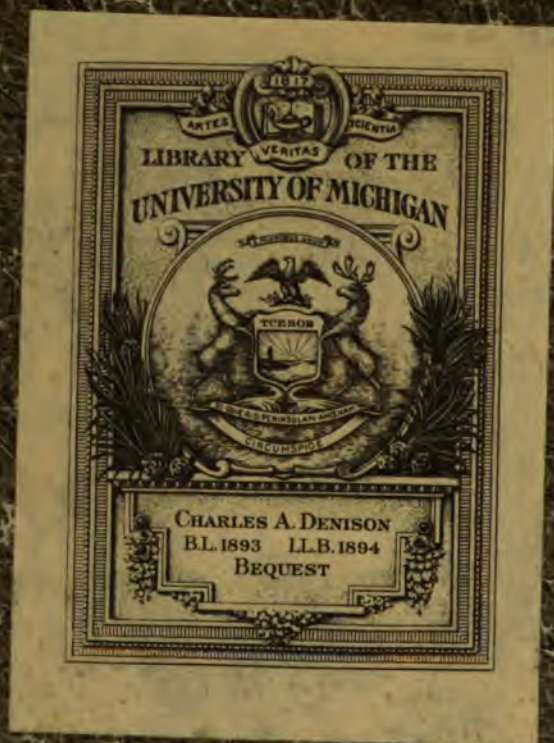 1817
ARTES SCIENTIA
VERITAS
LIBRARY OF THE
UNIVERSITY OF MICHIGAN
TUEBOR
CIRCUMSPICE
CHARLES A. DENISON
B.L. 1893 LL.B. 1894
BEQUEST